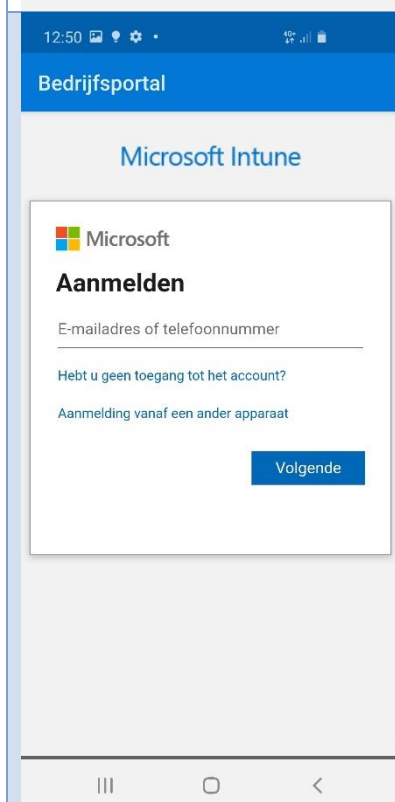 12:50
Bedrijfsportal
Microsoft Intune
Microsoft
Aanmelden
E-mailadres of telefoonnummer
Hebt u geen toegang tot het account?
Aanmelding vanaf een ander apparaat
Volgende